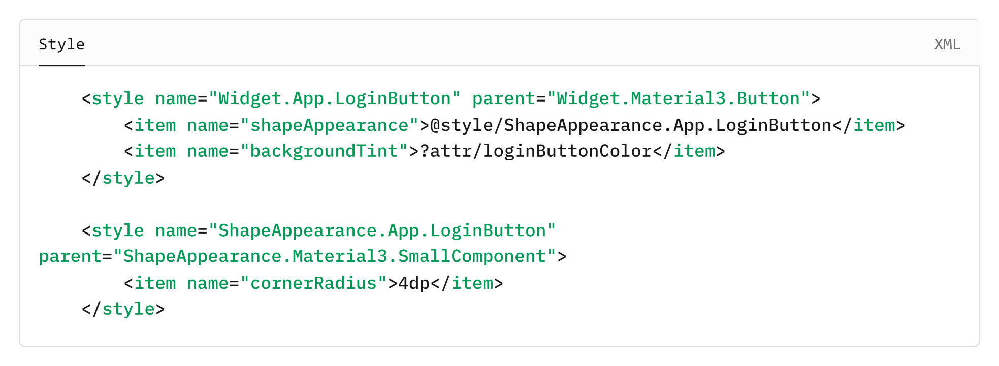 Style
XML
<style name="Widget.App.LoginButton" parent="Widget.Material3.Button">
<item name="shapeAppearance">@style/ShapeAppearance.App.LoginButton</item>
<item name="backgroundTint">?attr/loginButtonColor</item>
</style>
<style name="ShapeAppearance.App.LoginButton"
parent="ShapeAppearance.Material3.SmallComponent">
<item name="cornerRadius">4dp</item>
</style>